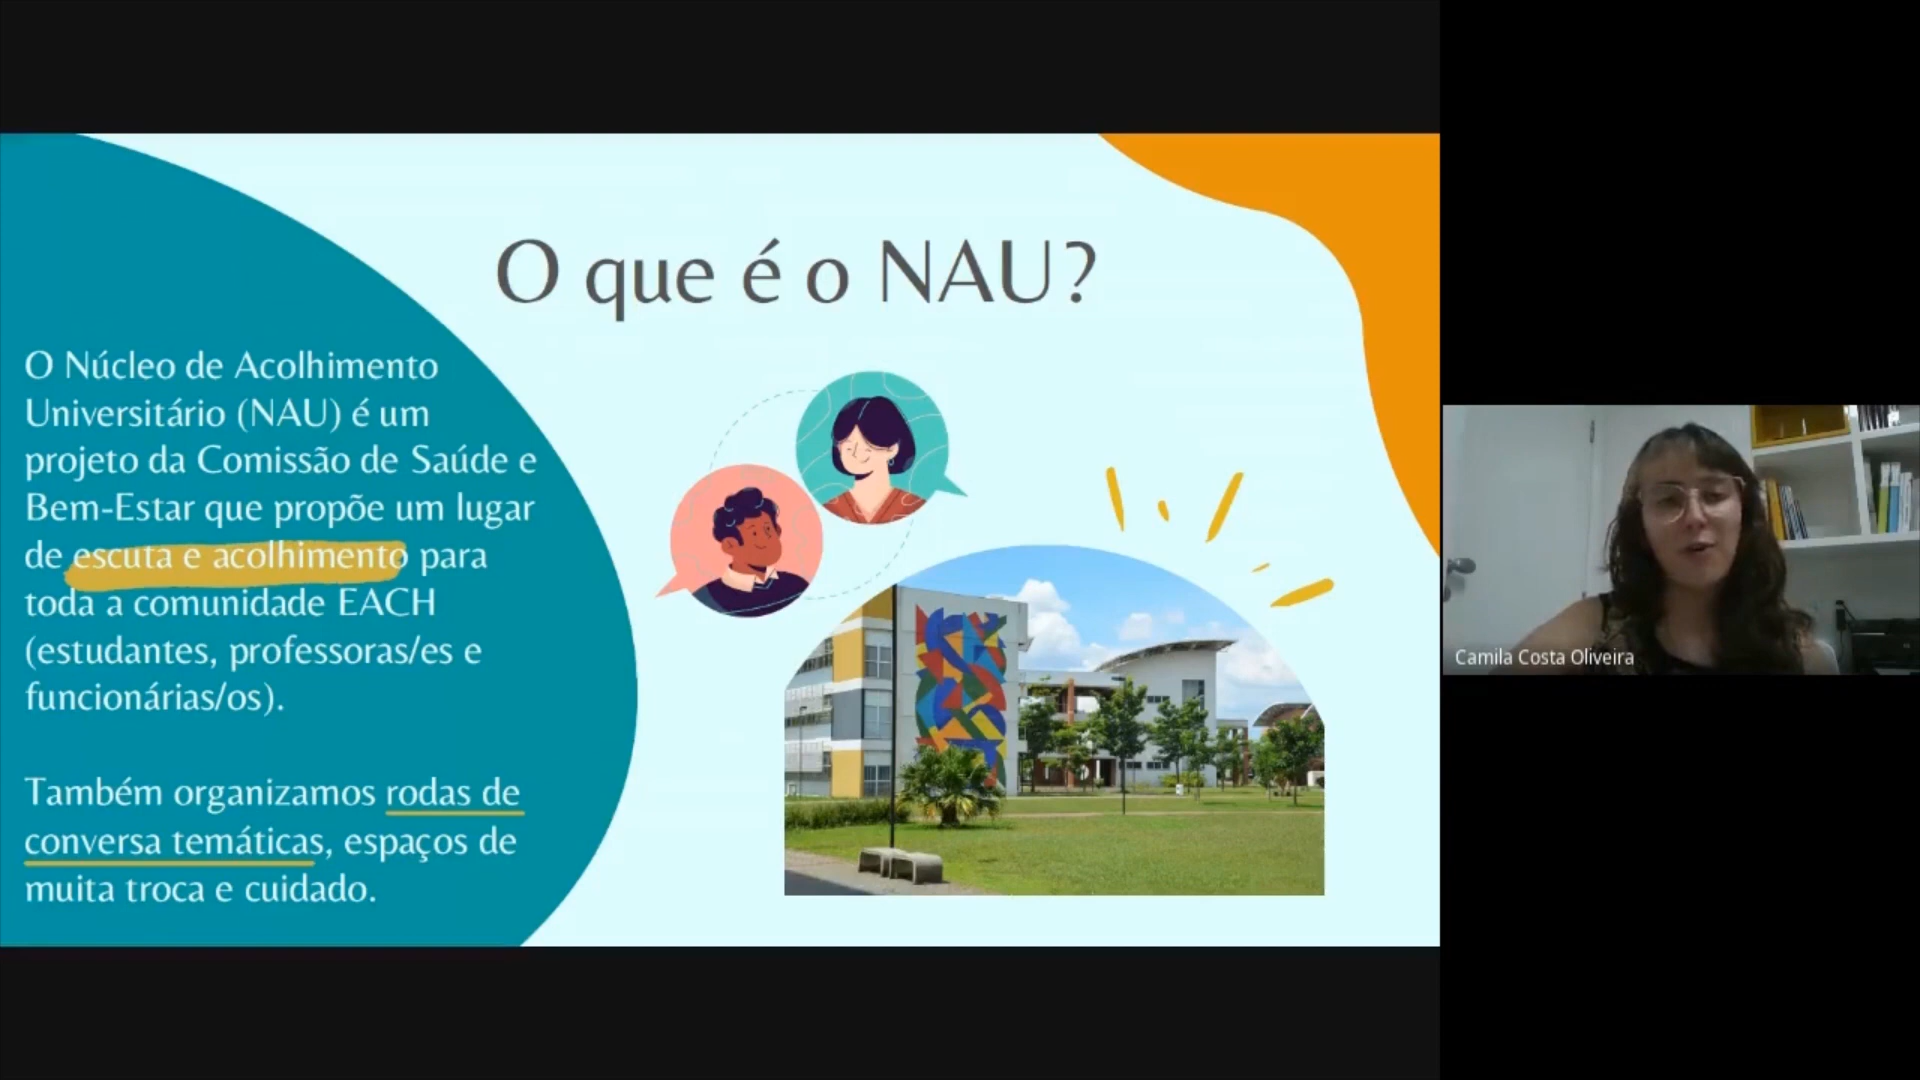 O que é o NAU?
O Núcleo de Acolhimento
Universitário (NAU) é um
projeto da Comissão de Saúde e
Bem-Estar que propõe um lugar
de escuta e acolhimento para
toda a comunidade EACH
(estudantes, professoras/es e
funcionárias/os).
Também organizamos rodas de
conversa temáticas, espaços de
muita troca e cuidado.
Camila Costa Oliveira